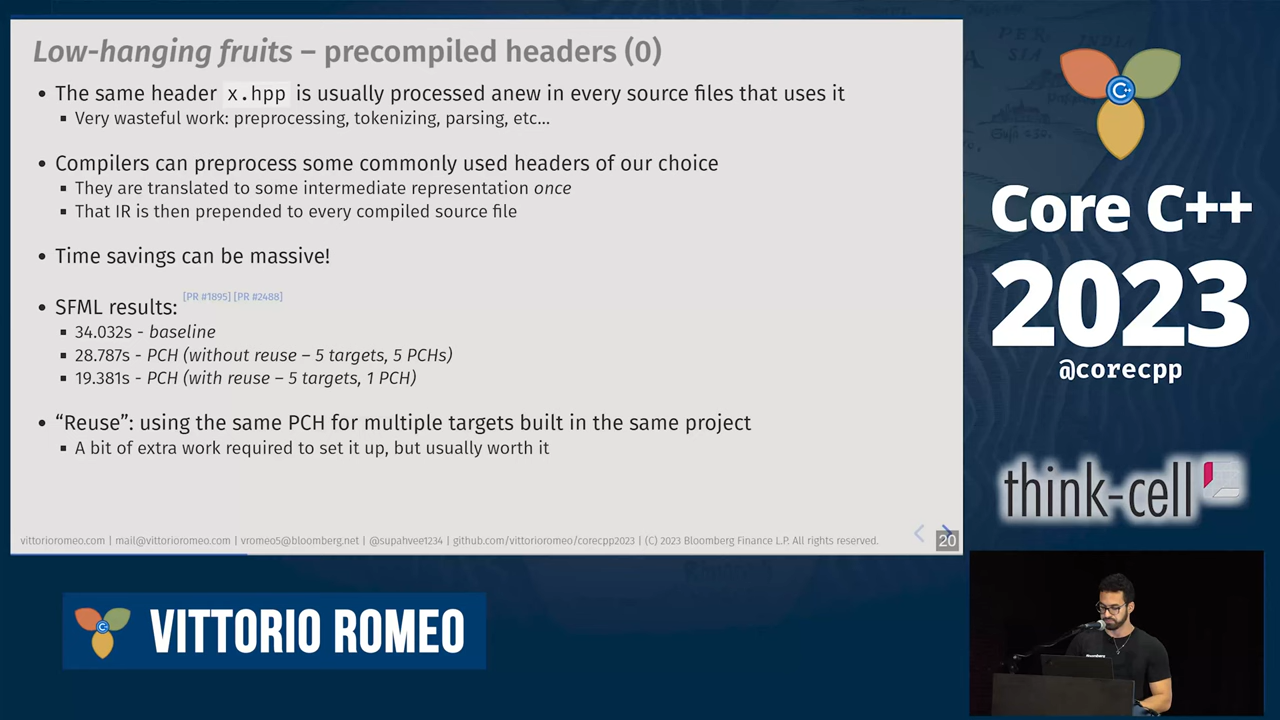 Low-hanging fruits – precompiled headers (0)
• The same header x.hpp is usually processed anew in every source files that uses it
▪ Very wasteful work: preprocessing, tokenizing, parsing, etc...
• Compilers can preprocess some commonly used headers of our choice
▪ They are translated to some intermediate representation once
▪ That IR is then prepended to every compiled source file
• Time savings can be massive!
• SFML results: [PR #1895] [PR #2488]
▪ 34.032s - baseline
▪ 28.787s - PCH (without reuse – 5 targets, 5 PCHs)
▪ 19.381s - PCH (with reuse – 5 targets, 1 PCH)
• “Reuse”: using the same PCH for multiple targets built in the same project
▪ A bit of extra work required to set it up, but usually worth it
vittorioromeo.com | mail@vittorioromeo.com | vromeo5@bloomberg.net | @supahvee1234 | github.com/vittorioromeo/corecpp2023 | (C) 2023 Bloomberg Finance L.P. All rights reserved.
20
PER
SIA
INDIA
C++
Core C++
2023
@corecpp
think-cell
C++
VITTORIO ROMEO
Bloomberg